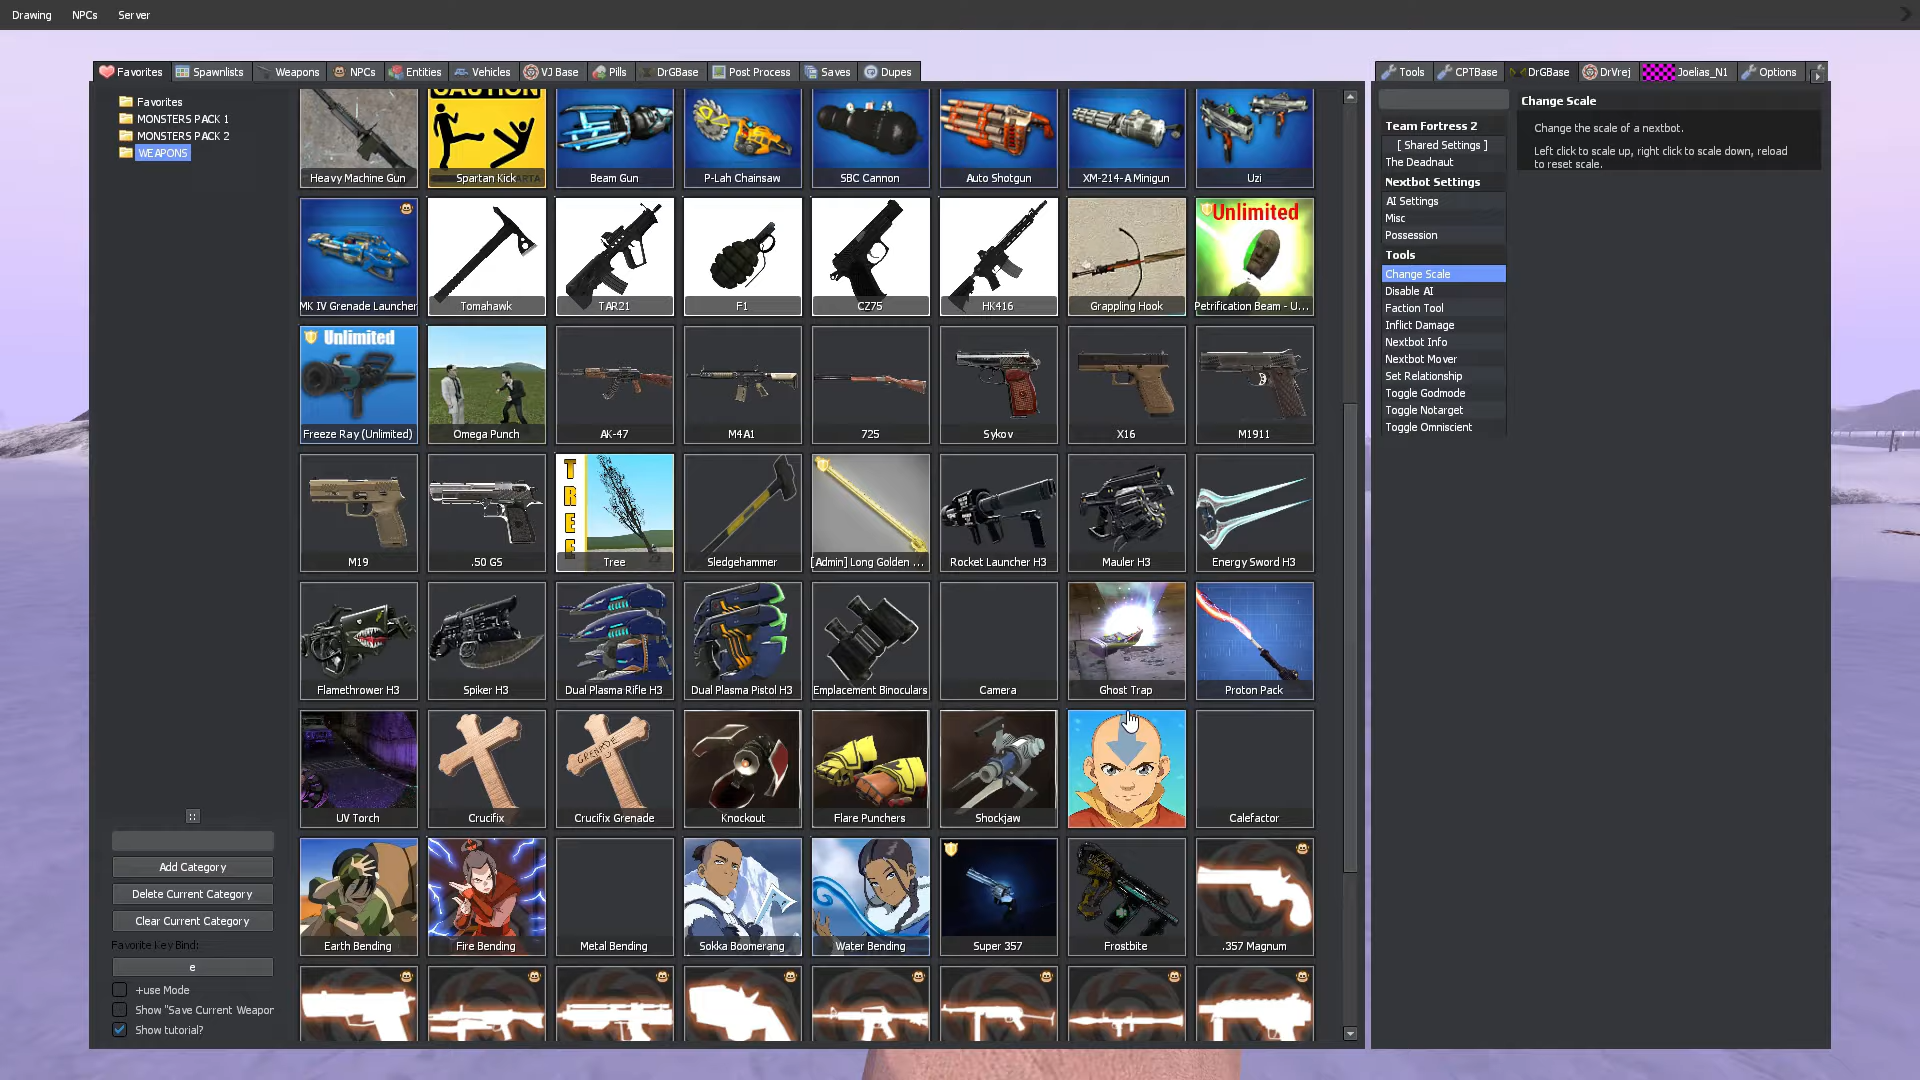 Drawing NPCs Server
Favorites Spawnlists Weapons NPCs Entities Vehicles VJ Base Pills DrGBase Post Process Saves Dupes
Favorites
MONSTERS PACK 1
MONSTERS PACK 2
WEAPONS
CAUTION
Heavy Machine Gun Spartan Kick Beam Gun P-Lah Chainsaw SBC Cannon Auto Shotgun XM-214-A Minigun Uzi
Unlimited
MK IV Grenade Launcher Tomahawk TAR21 F1 CZ75 HK416 Grappling Hook Petrification Beam - U...
Unlimited
Freeze Ray (Unlimited) Omega Punch AK-47 M4A1 725 Sykov X16 M1911
TREE
M19 .50 GS Tree Sledgehammer [Admin] Long Golden ... Rocket Launcher H3 Mauler H3 Energy Sword H3
Flamethrower H3 Spiker H3 Dual Plasma Rifle H3 Dual Plasma Pistol H3 Emplacement Binoculars Camera Ghost Trap Proton Pack
GRENADE
UV Torch Crucifix Crucifix Grenade Knockout Flare Punchers Shockjaw Calefactor
Earth Bending Fire Bending Metal Bending Sokka Boomerang Water Bending Super 357 Frostbite .357 Magnum
Add Category
Delete Current Category
Clear Current Category
Favorite Key Bind:
e
+use Mode
Show "Save Current Weapor
Show tutorial?
Tools CPTBase DrGBase DrVrej Joelias_N1 Options
Team Fortress 2
[ Shared Settings ]
The Deadnaut
Nextbot Settings
AI Settings
Misc
Possession
Tools
Change Scale
Disable AI
Faction Tool
Inflict Damage
Nextbot Info
Nextbot Mover
Set Relationship
Toggle Godmode
Toggle Notarget
Toggle Omniscient
Change Scale
Change the scale of a nextbot.
Left click to scale up, right click to scale down, reload
to reset scale.